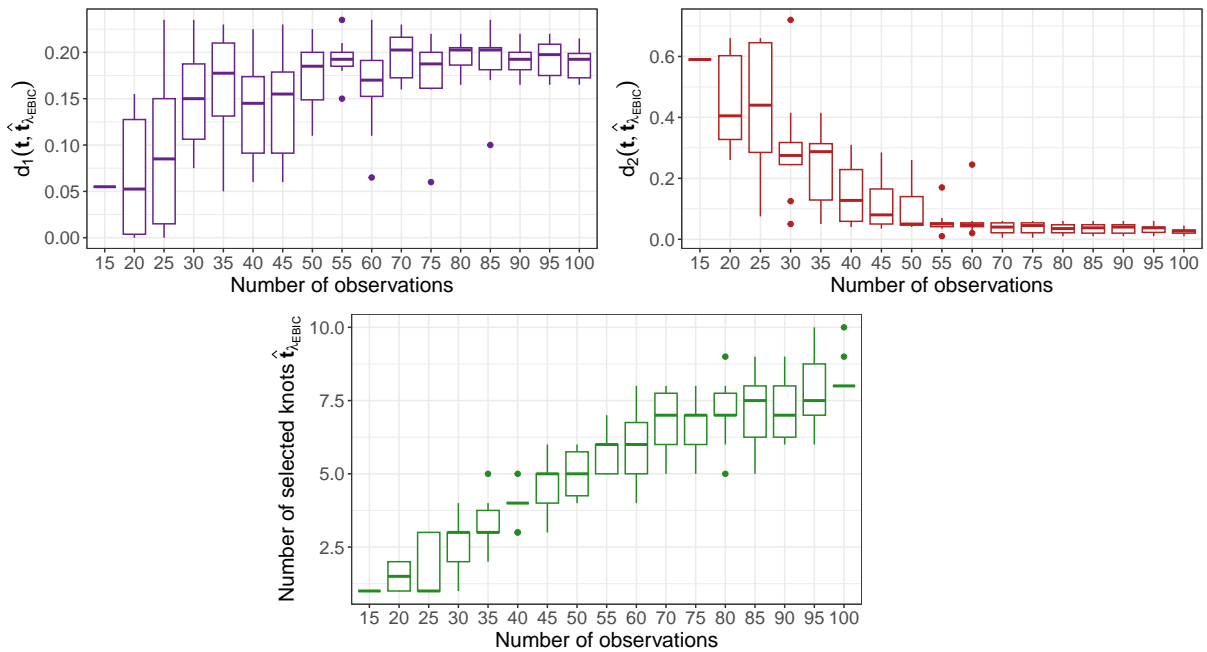 d₁(t, t̂λEBIC)
0.20
0.15
0.10
0.05
0.00
15 20 25 30 35 40 45 50 55 60 65 70 75 80 85 90 95 100
Number of observations
d₂(t, t̂λEBIC)
0.6
0.4
0.2
0.0
15 20 25 30 35 40 45 50 55 60 70 75 80 85 90 95 100
Number of observations
Number of selected knots t̂λEBIC
10.0
7.5
5.0
2.5
15 20 25 30 35 40 45 50 55 60 70 75 80 85 90 95 100
Number of observations